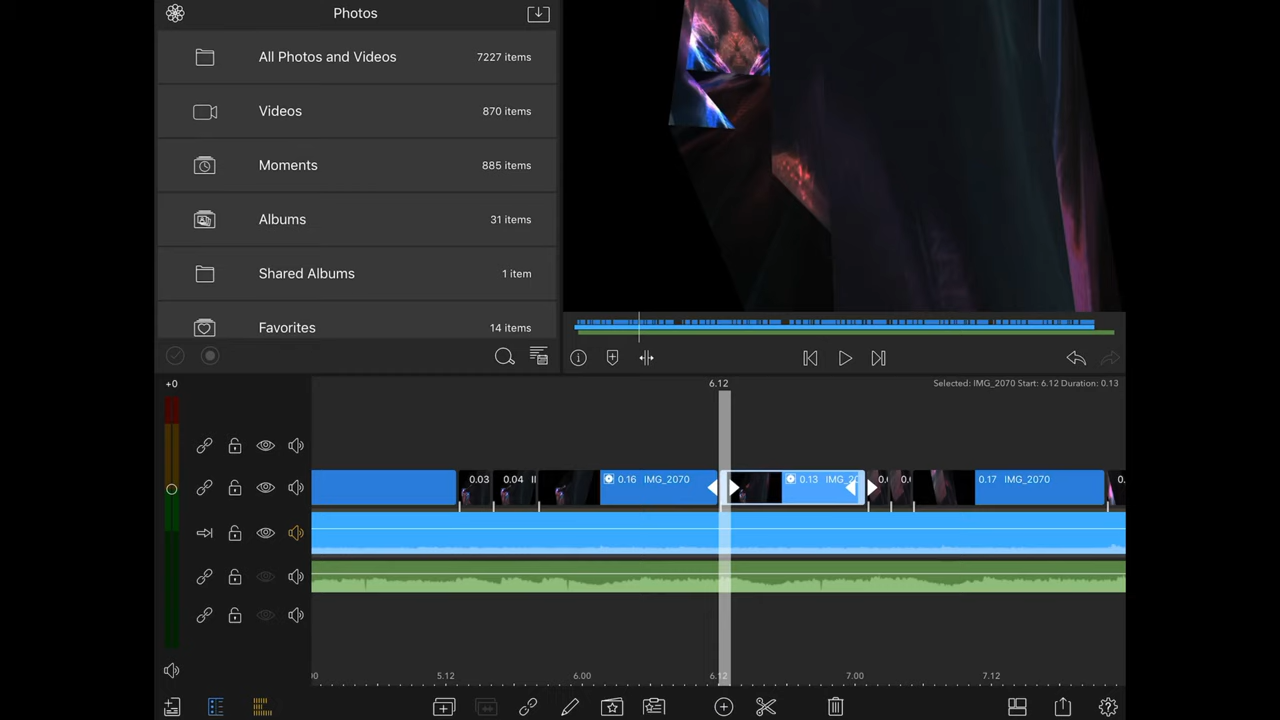 Photos
All Photos and Videos 7227 items
Videos 870 items
Moments 885 items
Albums 31 items
Shared Albums 1 item
Favorites 14 items
+0 6.12 Selected: IMG_2070 Start: 6.12 Duration: 0.13
0.03 0.04 0.16 IMG_2070 0.13 0.17 IMG_2070
5.12 6.00 6.12 7.00 7.12